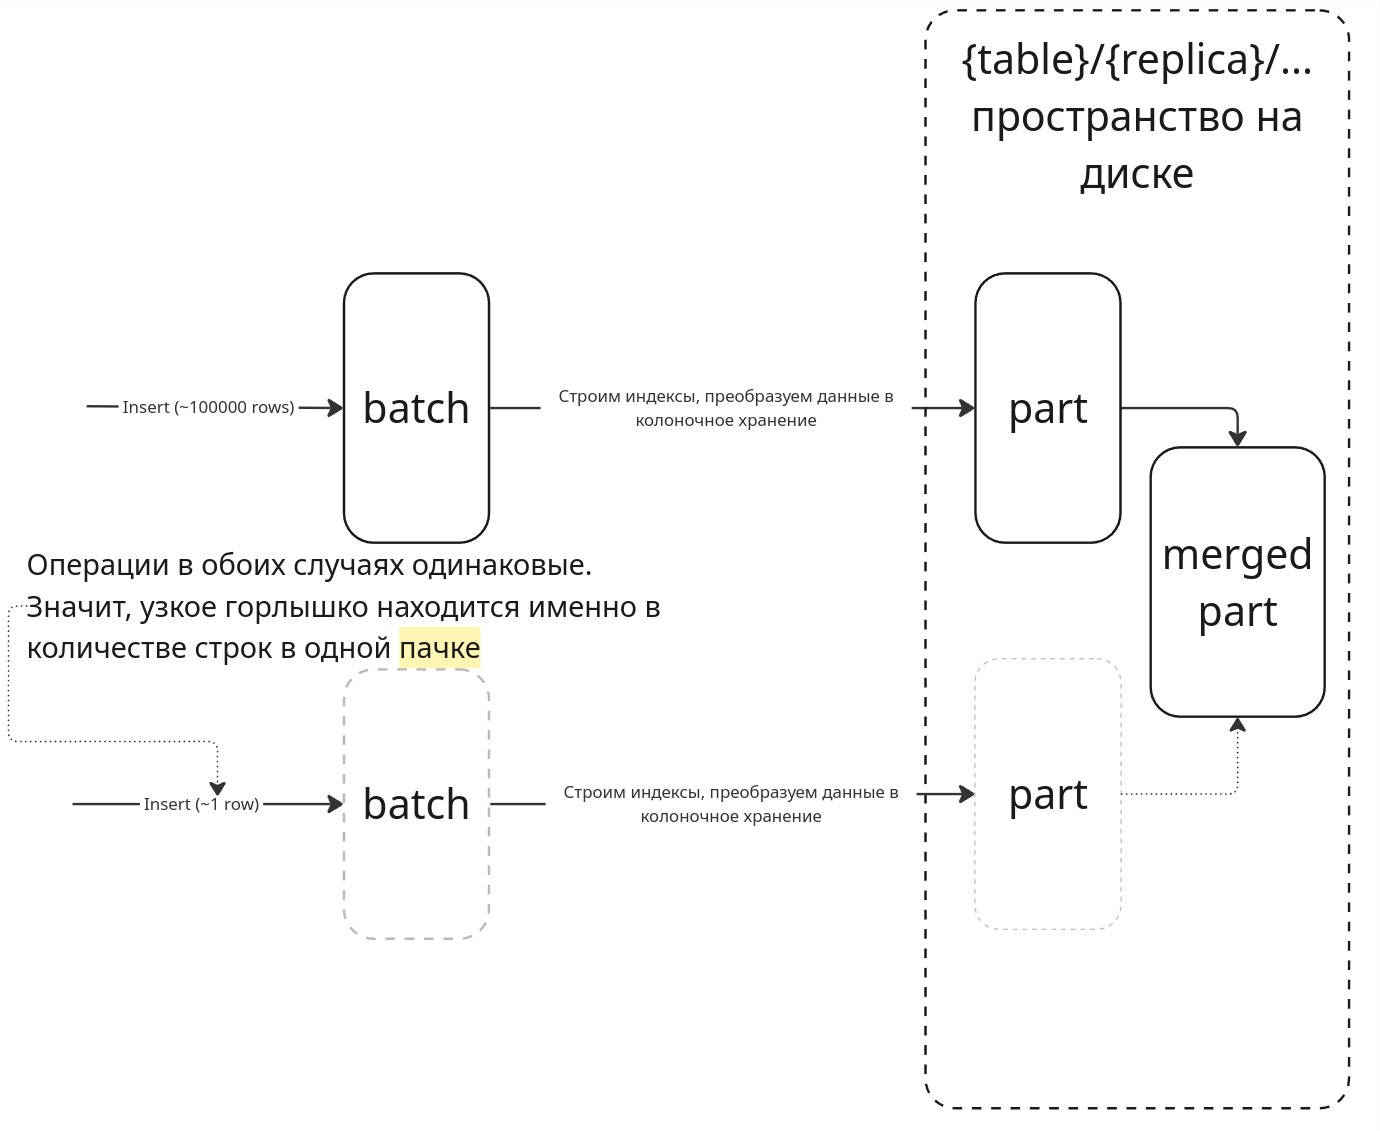 {table}/{replica}/...
пространство на
диске
Insert (~100000 rows)
batch
Строим индексы, преобразуем данные в
колоночное хранение
part
merged
part
Операции в обоих случаях одинаковые.
Значит, узкое горлышко находится именно в
количестве строк в одной пачке
Insert (~1 row)
batch
Строим индексы, преобразуем данные в
колоночное хранение
part